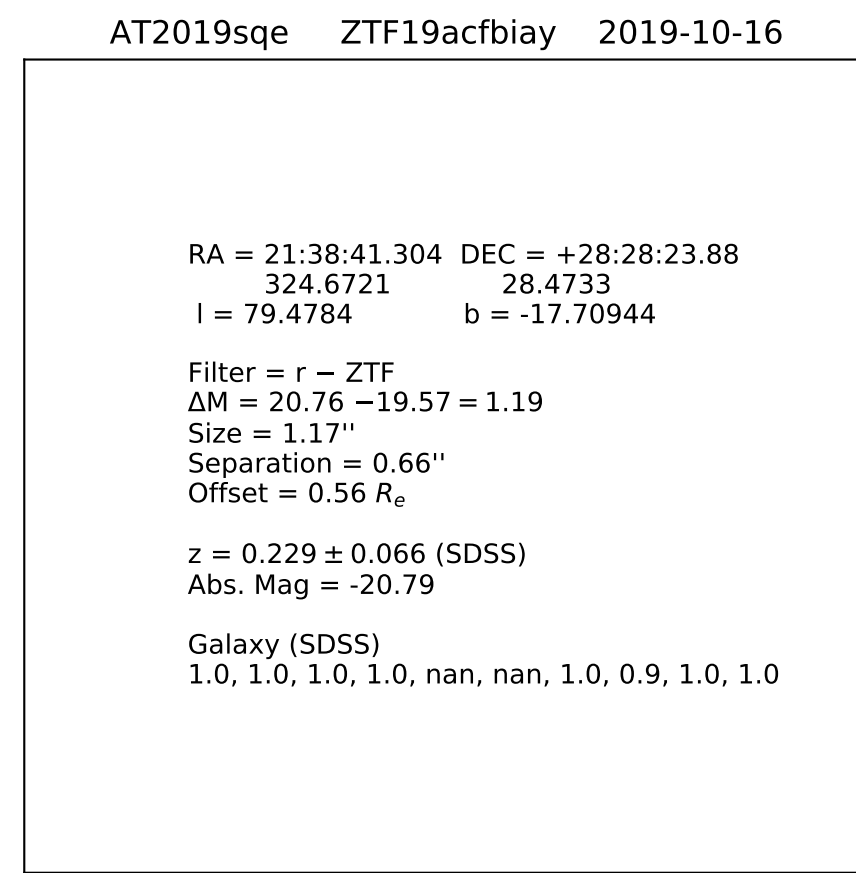 AT2019sqe ZTF19acfbiay 2019-10-16
RA = 21:38:41.304 DEC = +28:28:23.88
324.6721 28.4733
l = 79.4784 b = -17.70944
Filter = r − ZTF
ΔM = 20.76 −19.57 = 1.19
Size = 1.17''
Separation = 0.66''
Offset = 0.56 Re
z = 0.229 ± 0.066 (SDSS)
Abs. Mag = -20.79
Galaxy (SDSS)
1.0, 1.0, 1.0, 1.0, nan, nan, 1.0, 0.9, 1.0, 1.0